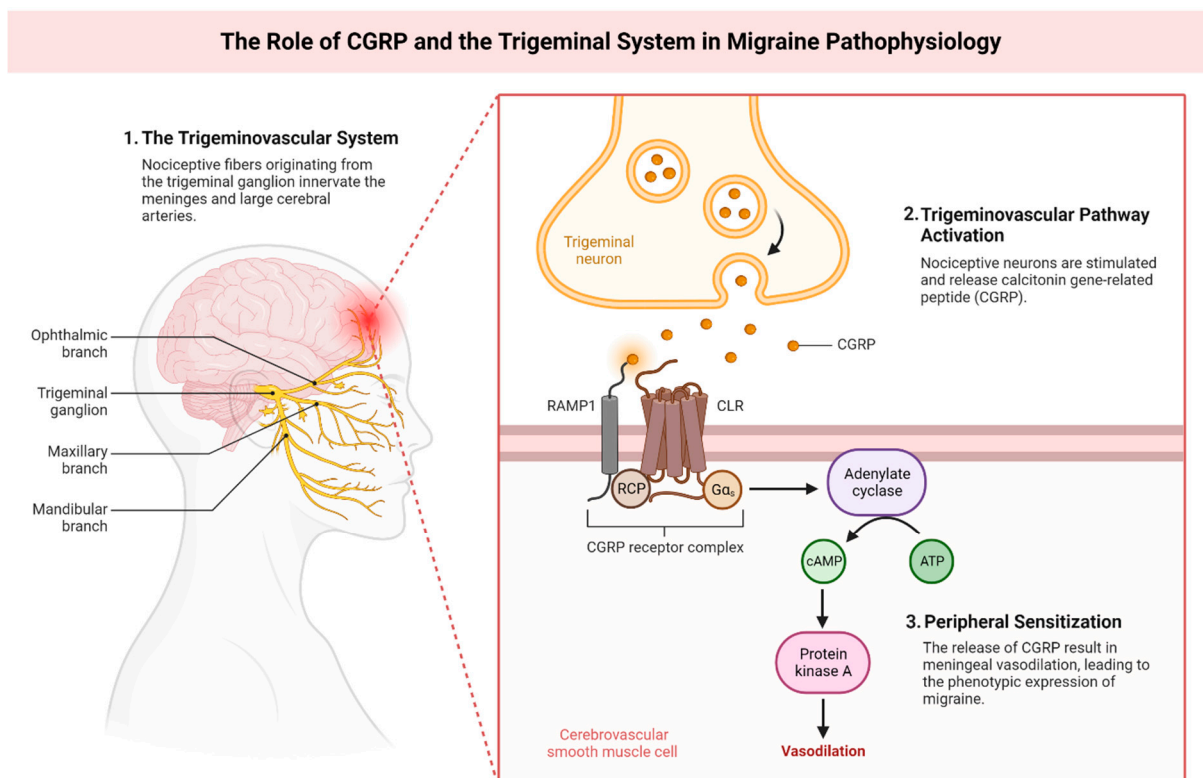 The Role of CGRP and the Trigeminal System in Migraine Pathophysiology
1. The Trigeminovascular System
Nociceptive fibers originating from
the trigeminal ganglion innervate the
meninges and large cerebral
arteries.
Ophthalmic
branch
Trigeminal
ganglion
Maxillary
branch
Mandibular
branch
Trigeminal
neuron
2. Trigeminovascular Pathway
Activation
Nociceptive neurons are stimulated
and release calcitonin gene-related
peptide (CGRP).
CGRP
RAMP1
CLR
RCP
Gαs
CGRP receptor complex
Adenylate
cyclase
cAMP
ATP
Protein
kinase A
Vasodilation
3. Peripheral Sensitization
The release of CGRP result in
meningeal vasodilation, leading to
the phenotypic expression of
migraine.
Cerebrovascular
smooth muscle cell